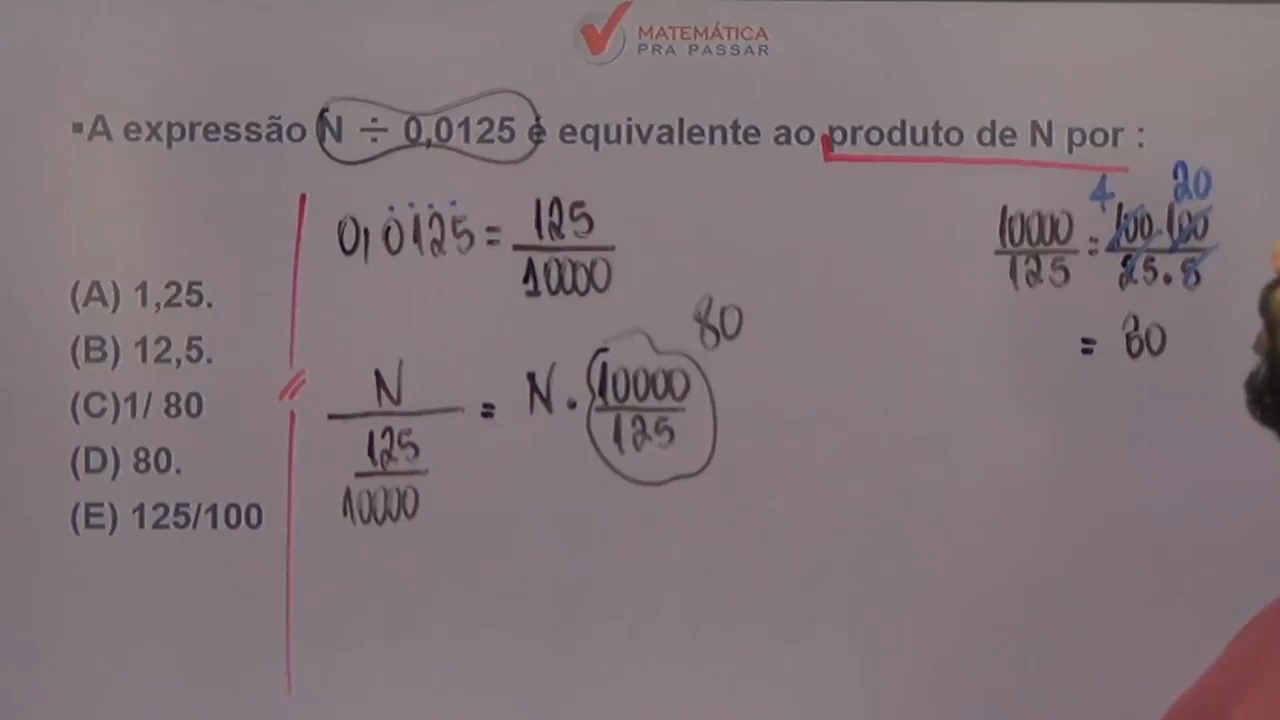 MATEMÁTICA
PRA PASSAR
▪A expressão N ÷ 0,0125 é equivalente ao produto de N por :
(A) 1,25.
(B) 12,5.
(C)1/ 80
(D) 80.
(E) 125/100
0,0125 = 125/10000
N/(125/10000) = N . 10000/125
80
10000/125 = 100.100/25.8
4 20
= 80